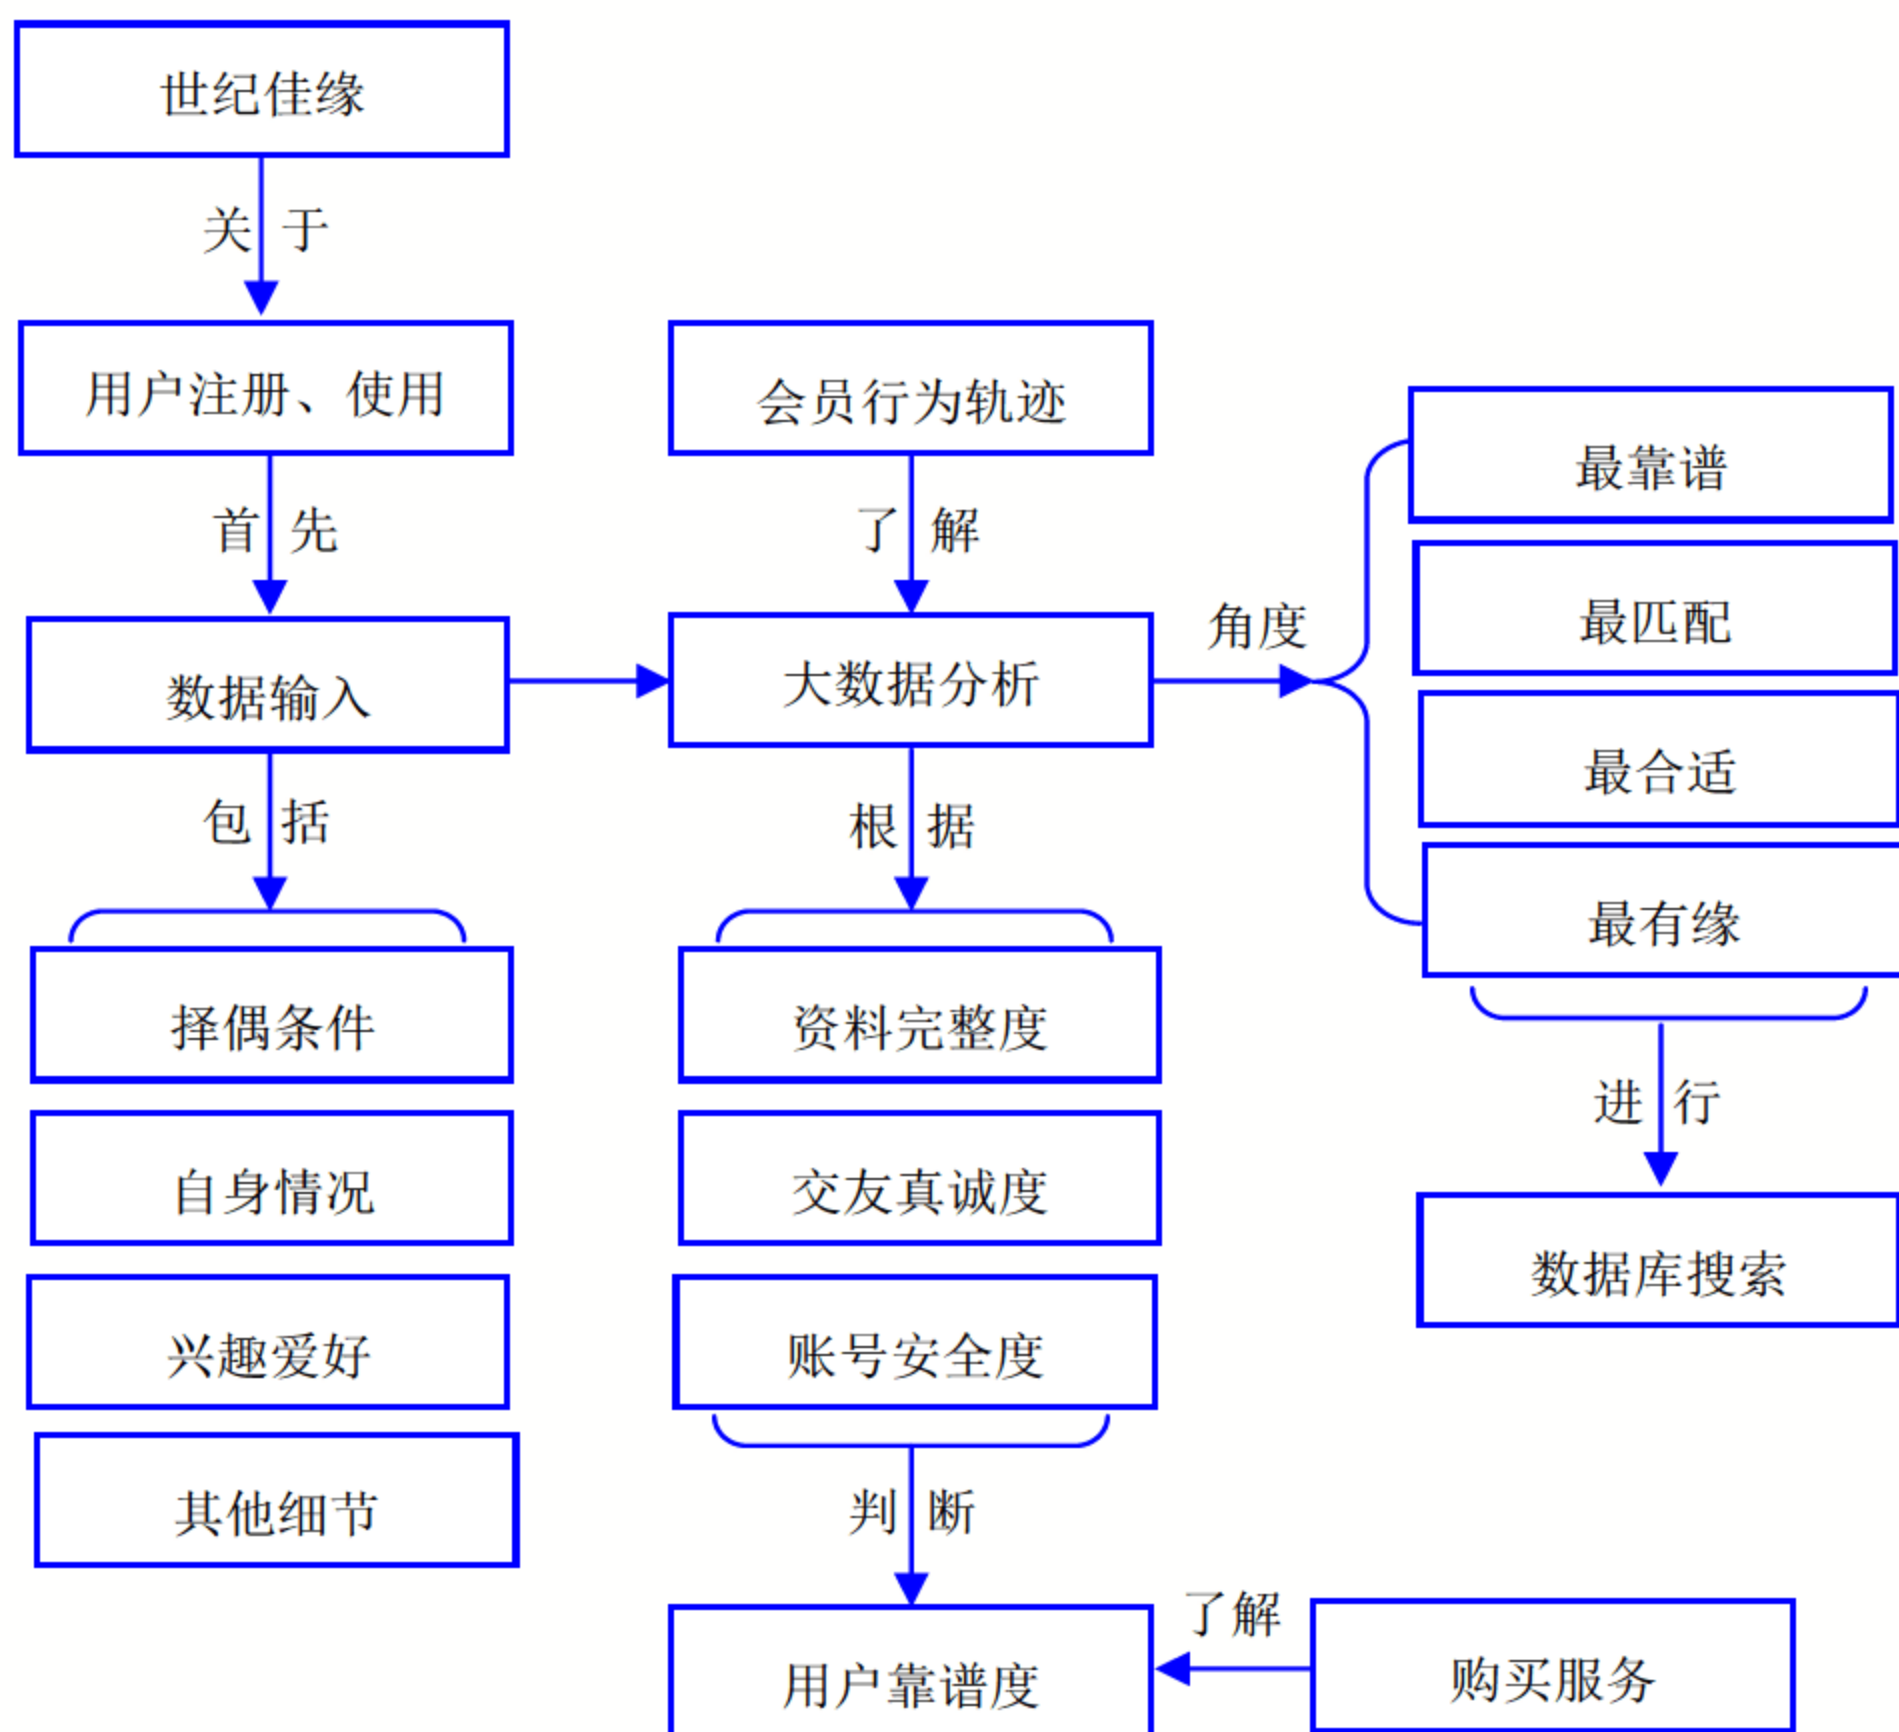 世纪佳缘
关于
用户注册、使用
首先
数据输入
包括
择偶条件
自身情况
兴趣爱好
其他细节
会员行为轨迹
了解
大数据分析
根据
资料完整度
交友真诚度
账号安全度
判断
用户靠谱度
了解
购买服务
角度
最靠谱
最匹配
最合适
最有缘
进行
数据库搜索